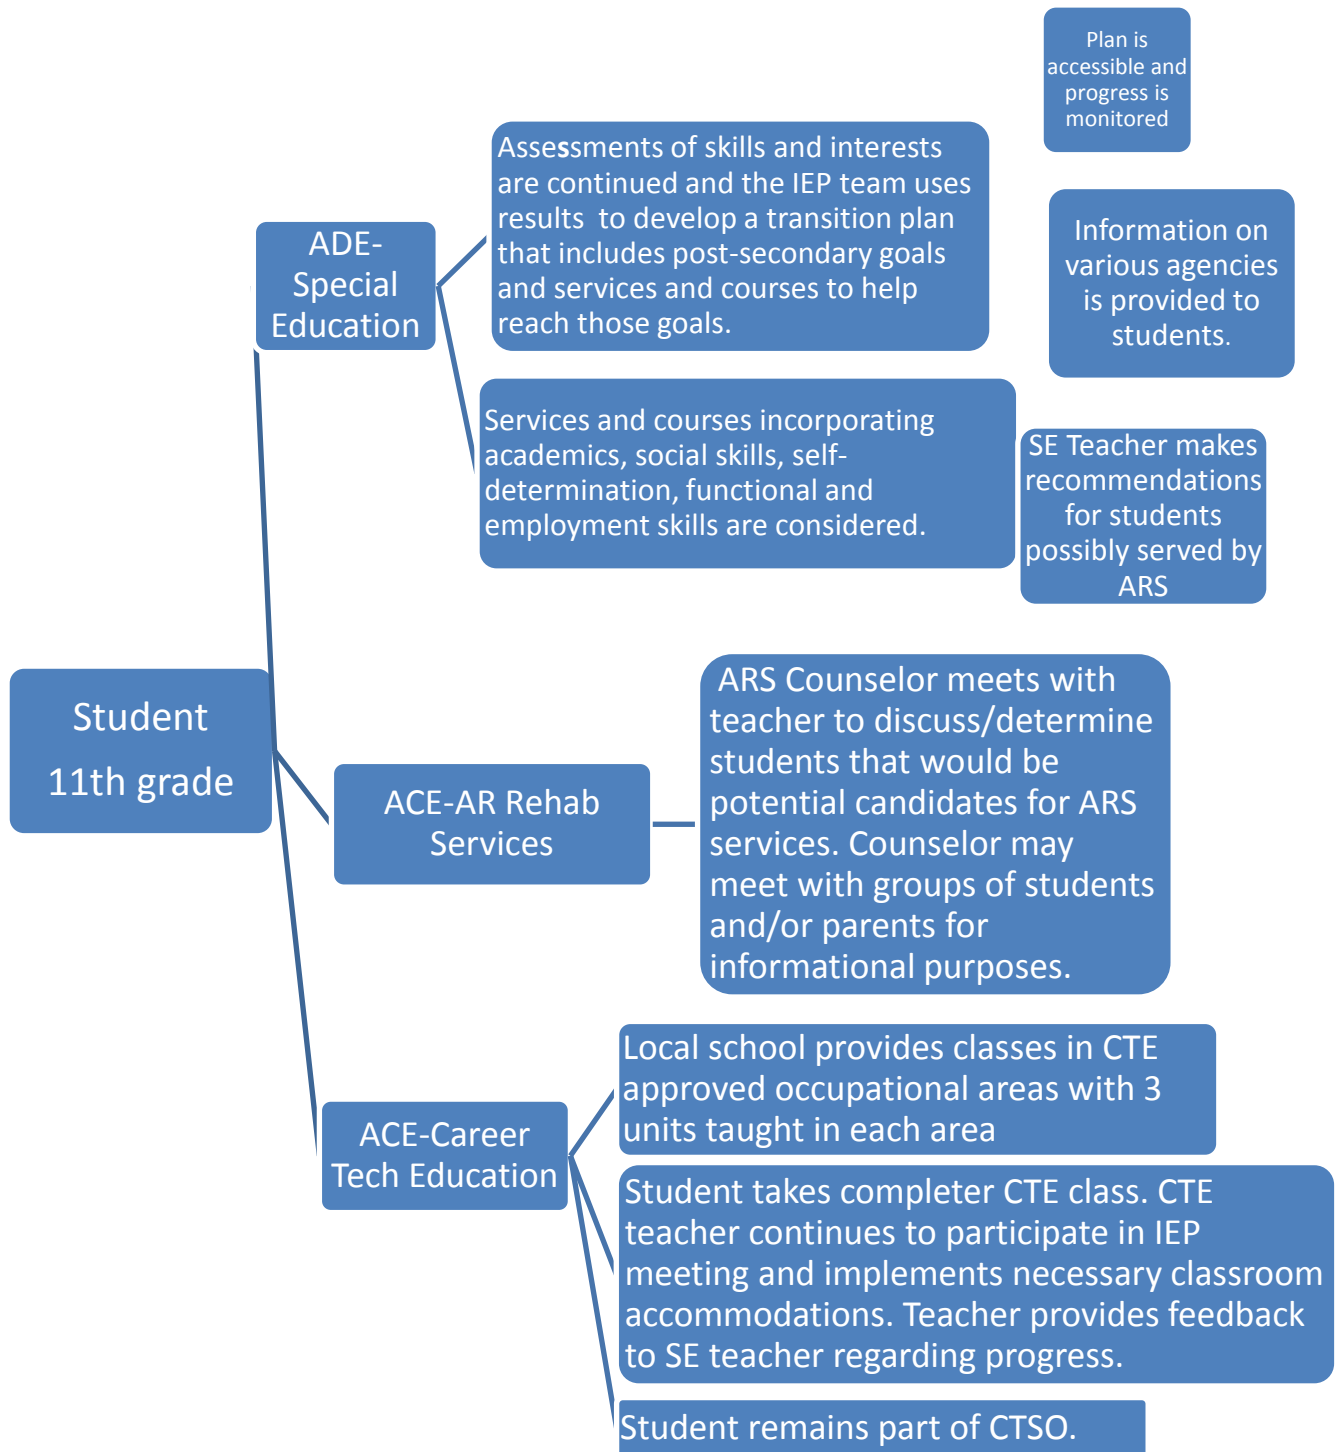 Plan is
accessible and
progress is
monitored
Assessments of skills and interests
are continued and the IEP team uses
results to develop a transition plan
that includes post-secondary goals
and services and courses to help
reach those goals.
ADE-
Special
Education
Information on
various agencies
is provided to
students.
Services and courses incorporating
academics, social skills, self-
determination, functional and
employment skills are considered.
SE Teacher makes
recommendations
for students
possibly served by
ARS
Student
11th grade
ACE-AR Rehab
Services
ARS Counselor meets with
teacher to discuss/determine
students that would be
potential candidates for ARS
services. Counselor may
meet with groups of students
and/or parents for
informational purposes.
ACE-Career
Tech Education
Local school provides classes in CTE
approved occupational areas with 3
units taught in each area
Student takes completer CTE class. CTE
teacher continues to participate in IEP
meeting and implements necessary classroom
accommodations. Teacher provides feedback
to SE teacher regarding progress.
Student remains part of CTSO.